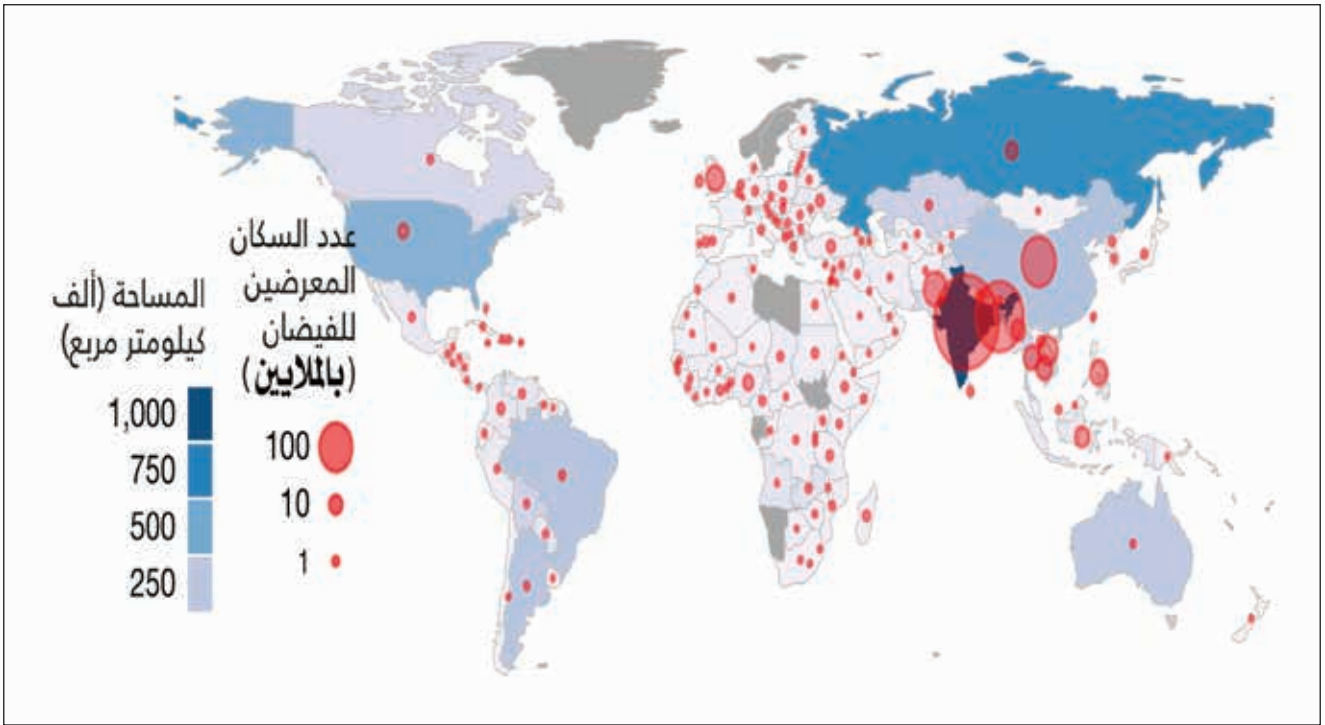 عدد السكان
المعرضين
للفيضان
(بالملايين)
100
10
1
المساحة (ألف
كيلومتر مربع)
1,000
750
500
250